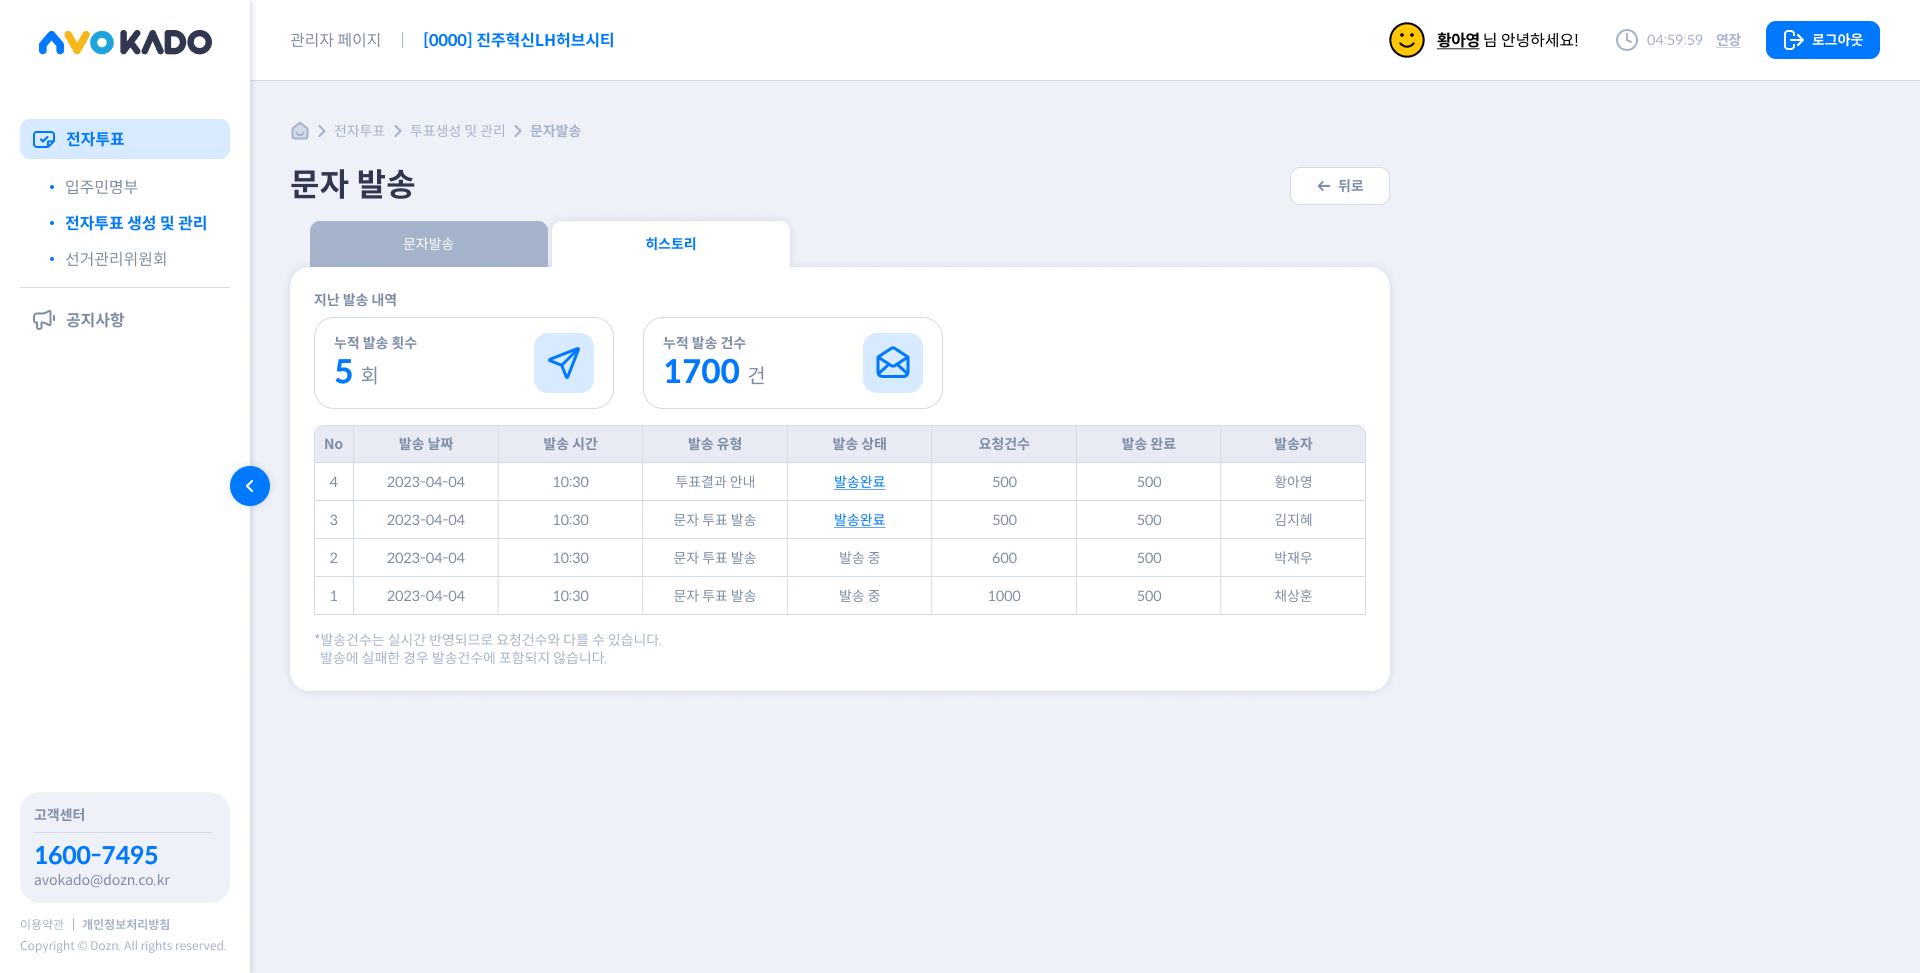 AVOKADO
관리자 페이지 | [0000] 진주혁신LH허브시티
황아영 님 안녕하세요!
04:59:59 연장
로그아웃
전자투표
• 입주민명부
• 전자투표 생성 및 관리
• 선거관리위원회
공지사항
고객센터
1600-7495
avokado@dozn.co.kr
이용약관 | 개인정보처리방침
Copyright © Dozn. All rights reserved.
전자투표 > 투표생성 및 관리 > 문자발송
문자 발송
뒤로
문자발송 히스토리
지난 발송 내역
누적 발송 횟수
5 회
누적 발송 건수
1700 건
No 발송 날짜 발송 시간 발송 유형 발송 상태 요청건수 발송 완료 발송자
4 2023-04-04 10:30 투표결과 안내 발송완료 500 500 황아영
3 2023-04-04 10:30 문자 투표 발송 발송완료 500 500 김지혜
2 2023-04-04 10:30 문자 투표 발송 발송 중 600 500 박재우
1 2023-04-04 10:30 문자 투표 발송 발송 중 1000 500 채상훈
*발송건수는 실시간 반영되므로 요청건수와 다를 수 있습니다.
발송에 실패한 경우 발송건수에 포함되지 않습니다.